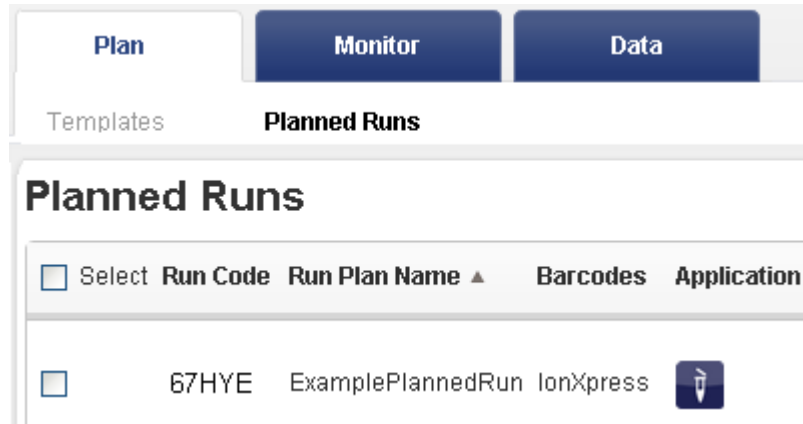 Plan Monitor Data
Templates Planned Runs
Planned Runs
Select Run Code Run Plan Name ▲ Barcodes Application
67HYE ExamplePlannedRun IonXpress